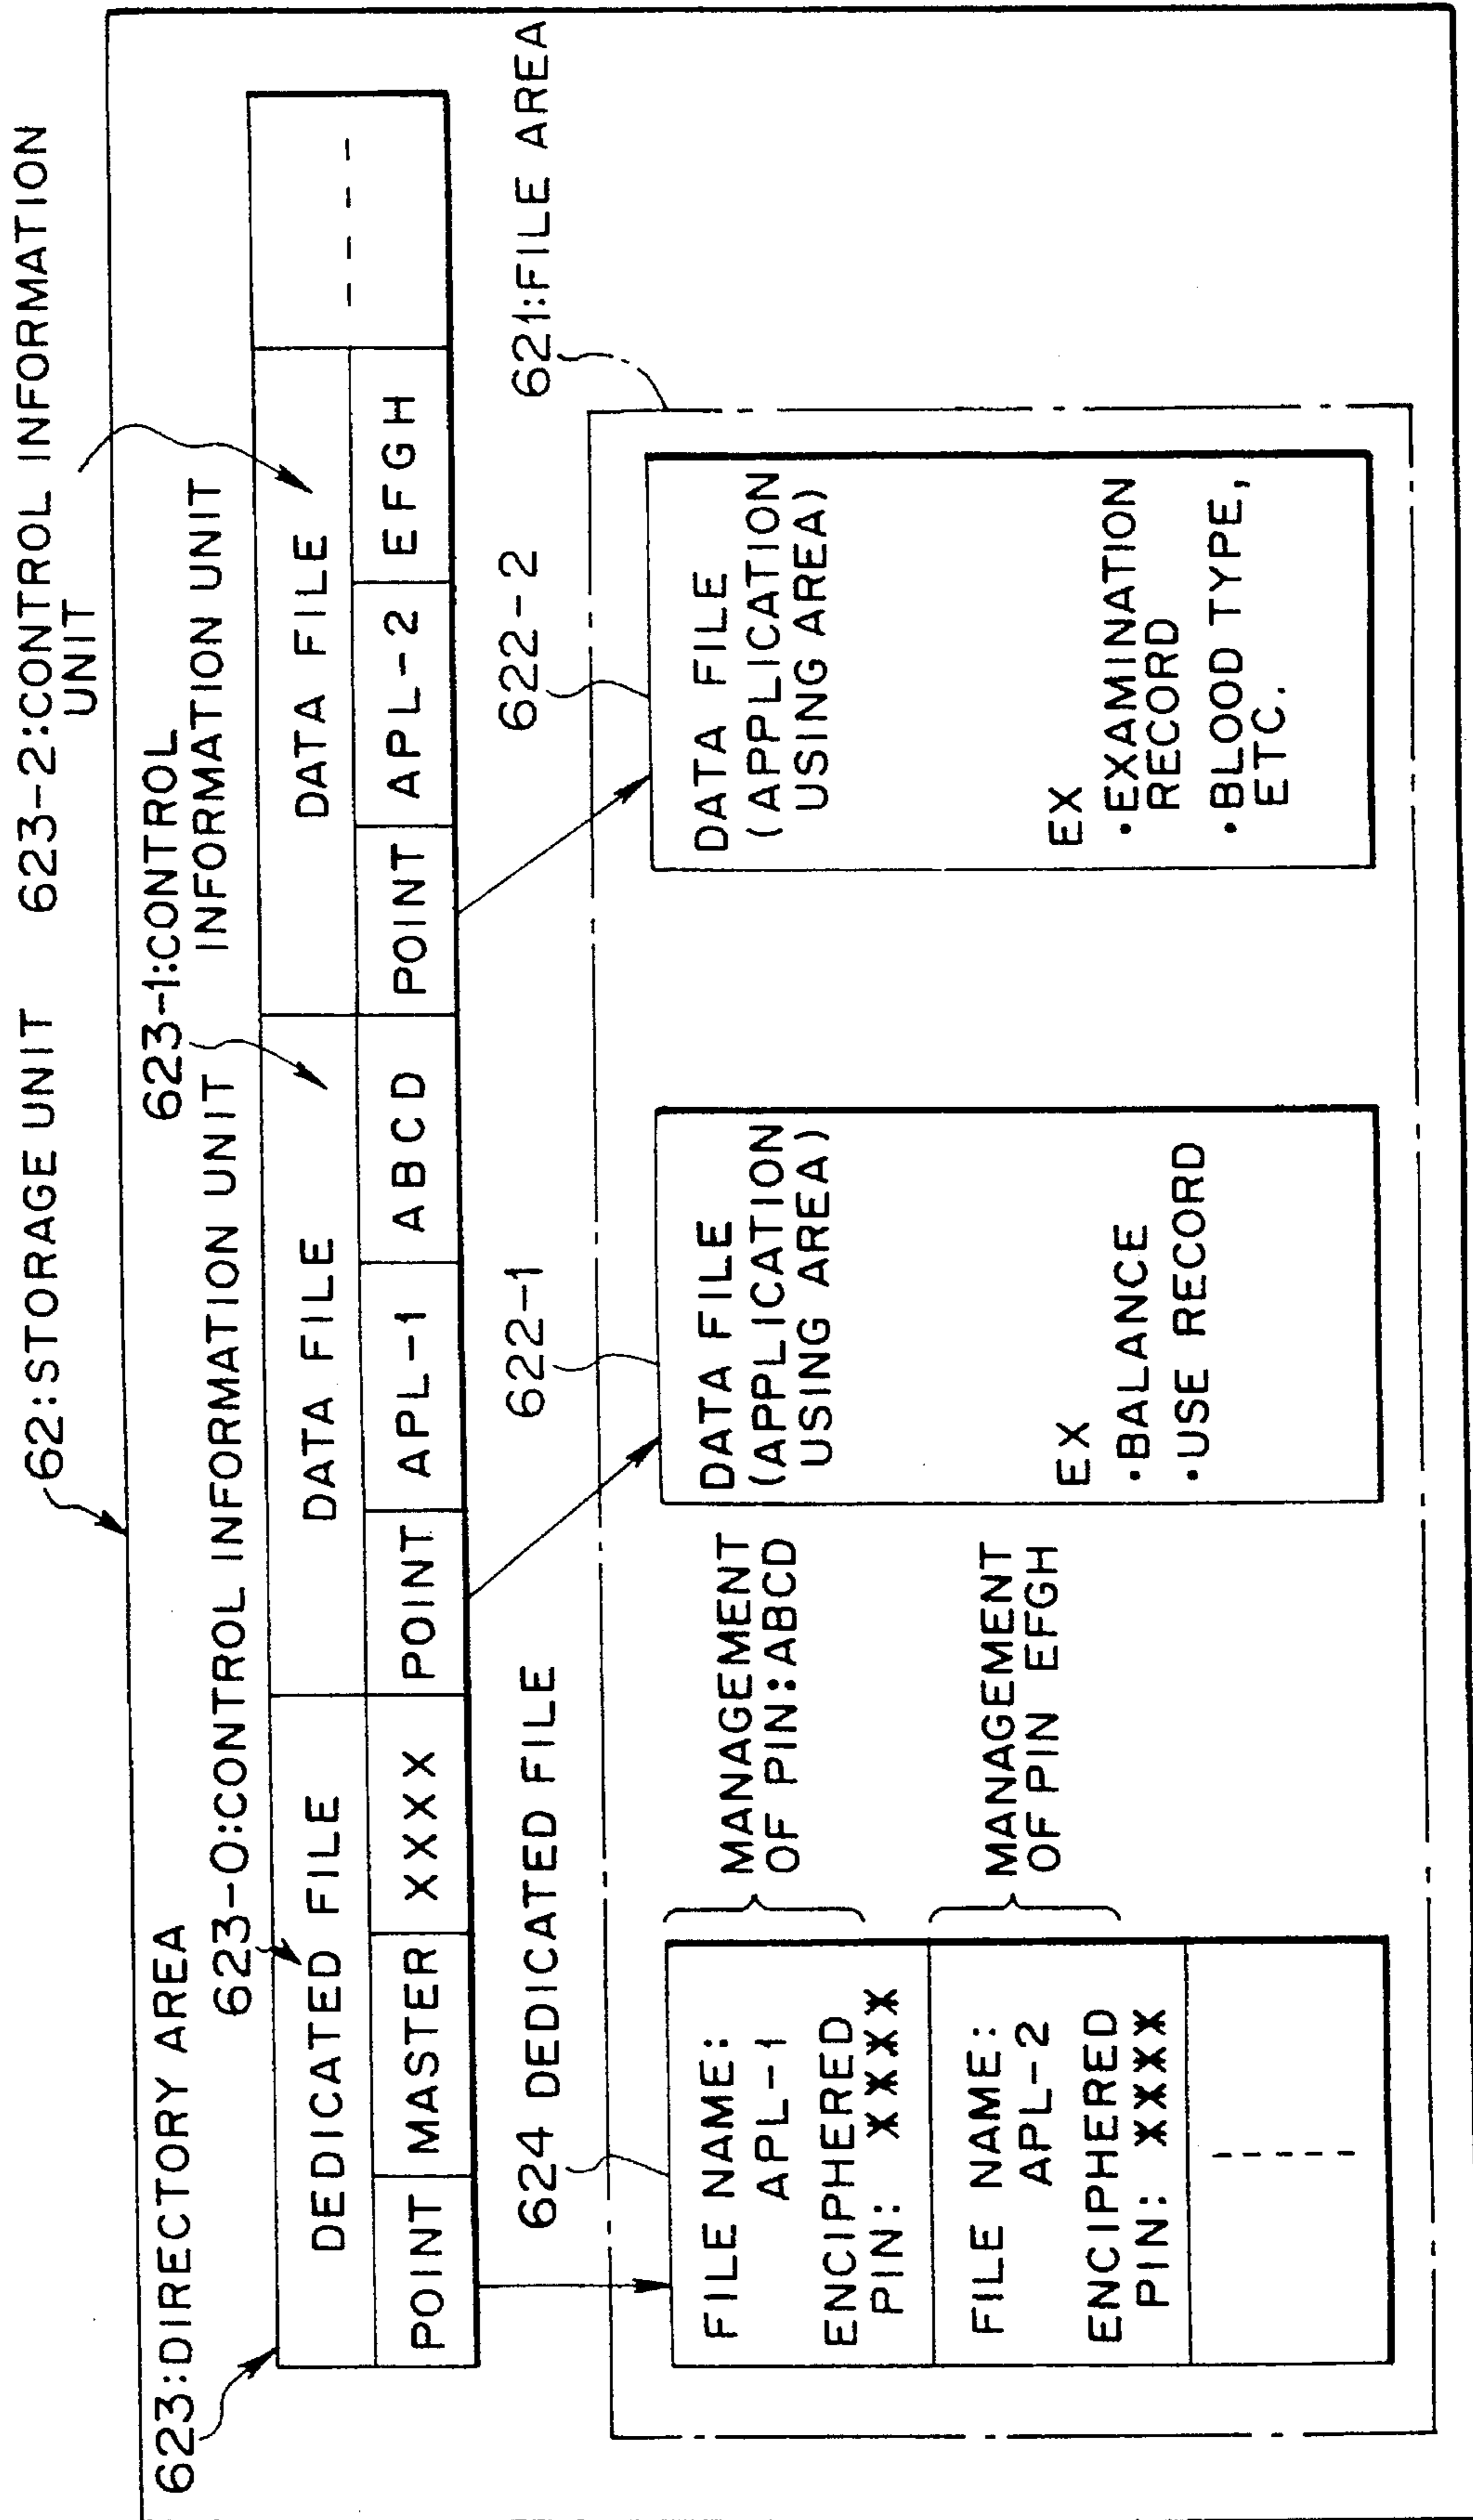 62:STORAGE UNIT
623-2:CONTROL INFORMATION
UNIT
623:DIRECTORY AREA
623-1:CONTROL
INFORMATION UNIT
623-0:CONTROL INFORMATION UNIT
DEDICATED FILE
DATA FILE
DATA FILE
POINT
MASTER
XXXX
POINT
APL-1
ABCD
POINT
APL-2
EFGH
624 DEDICATED FILE
622-1
622-2
621:FILE AREA
FILE NAME:
APL-1
ENCIPHERED
PIN: XXXX
FILE NAME:
APL-2
ENCIPHERED
PIN: XXXX
MANAGEMENT
OF PIN:ABCD
MANAGEMENT
OF PIN EFGH
DATA FILE
(APPLICATION
USING AREA)
EX
•BALANCE
•USE RECORD
DATA FILE
(APPLICATION
USING AREA)
EX
•EXAMINATION
RECORD
•BLOOD TYPE,
ETC.